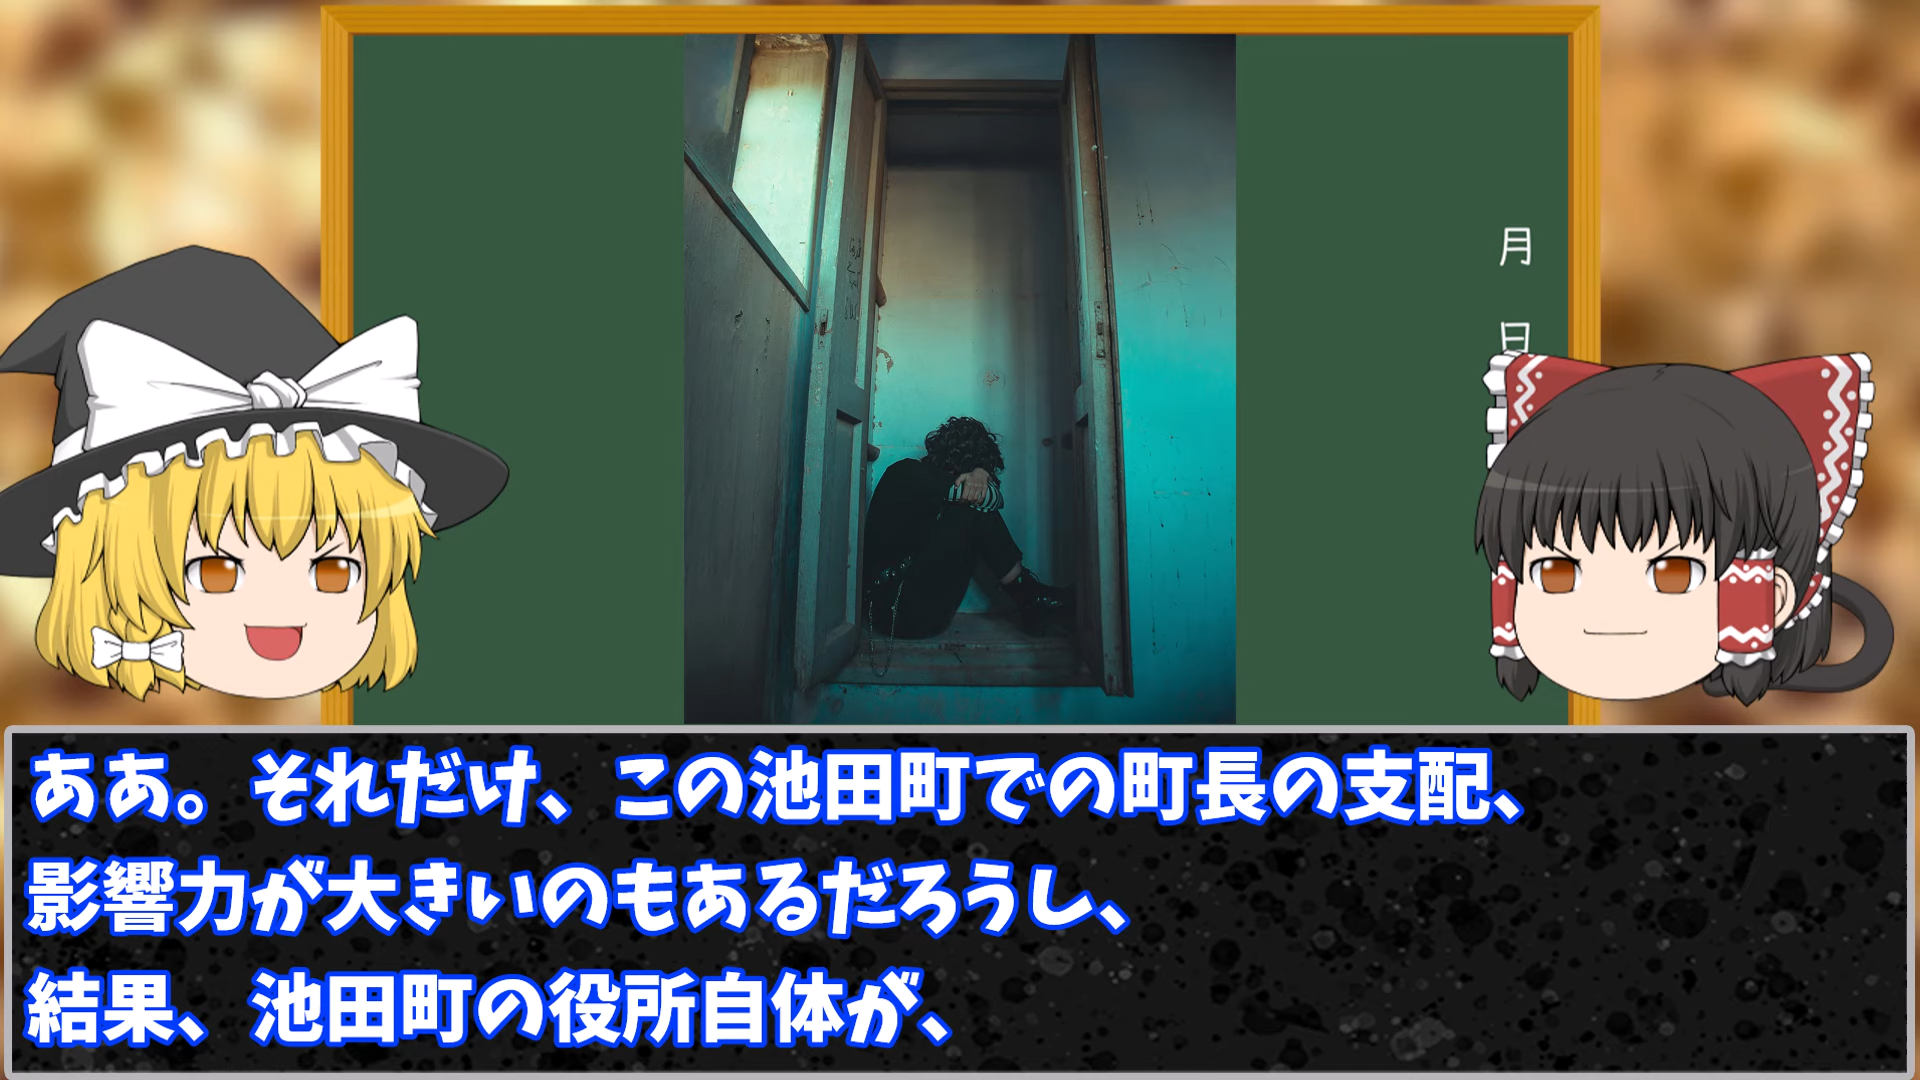 月
日
ああ。それだけ、この池田町での町長の支配、
影響力が大きいのもあるだろうし、
結果、池田町の役所自体が、